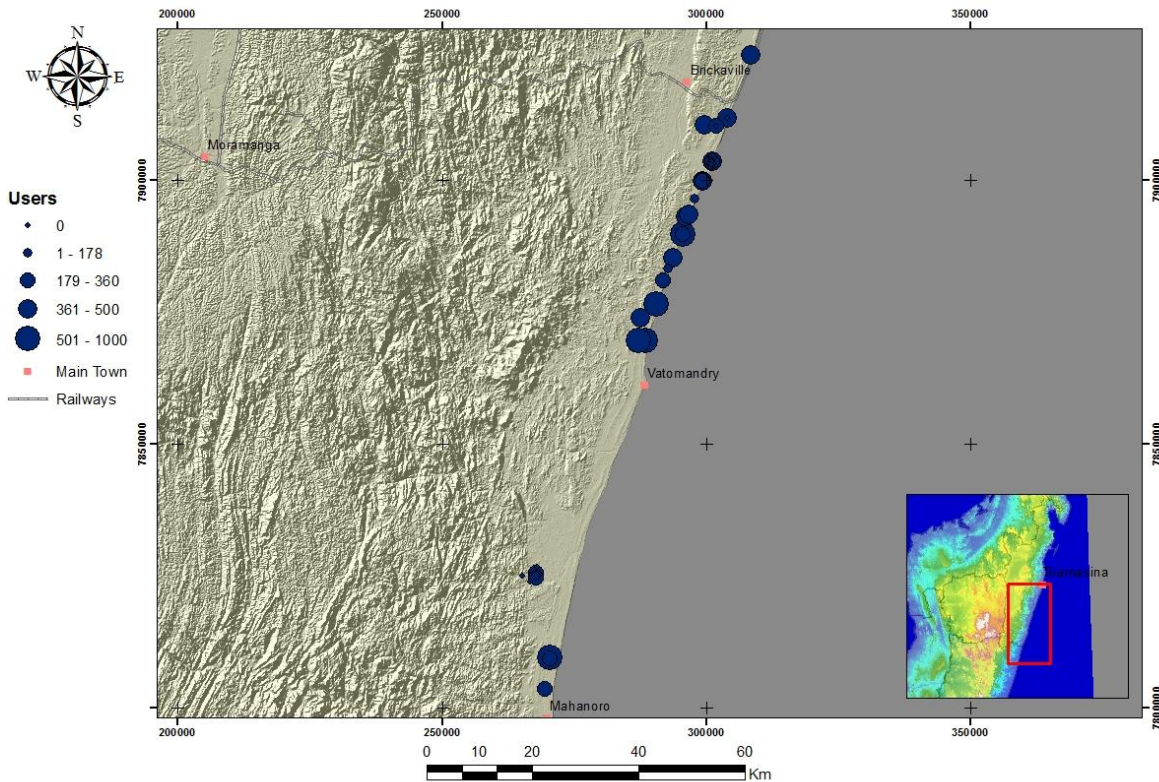 200000 250000 300000 350000
N
W E
S
Brickaville
Moramanga
7900000 7900000
Users
0
1 - 178
179 - 360
361 - 500
501 - 1000
Main Town
Railways
Vatomandry
7850000 7850000
Mahanoro
7800000
200000 250000 300000 350000
0 10 20 40 60
Km